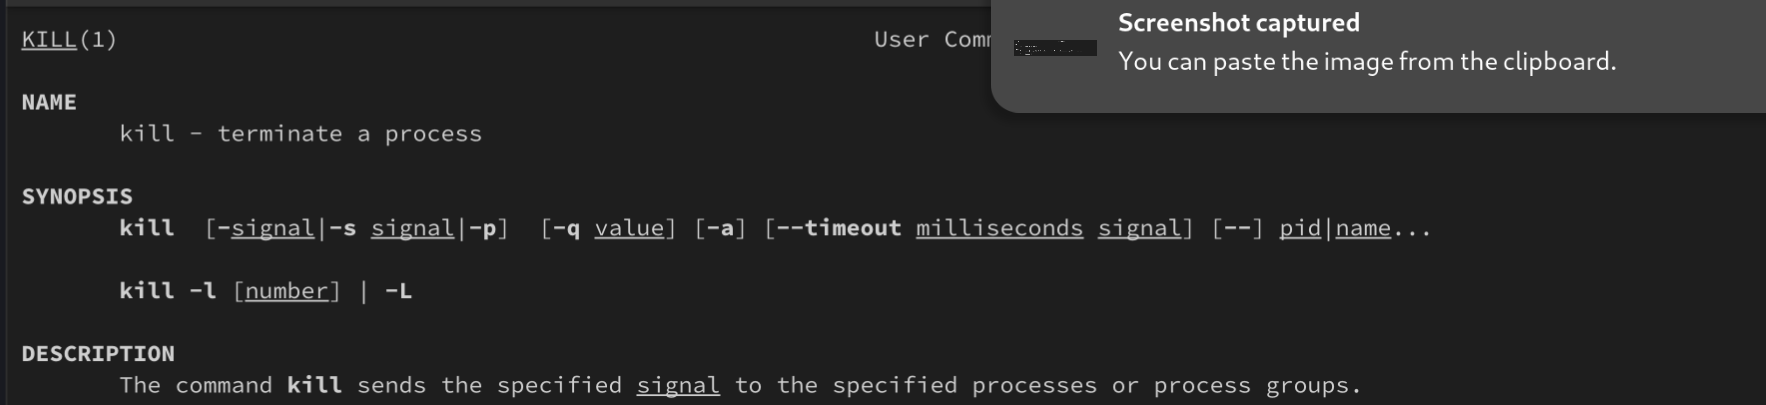 KILL(1) User Com
Screenshot captured
You can paste the image from the clipboard.
NAME
kill - terminate a process
SYNOPSIS
kill [-signal|-s signal|-p] [-q value] [-a] [--timeout milliseconds signal] [--] pid|name...
kill -l [number] | -L
DESCRIPTION
The command kill sends the specified signal to the specified processes or process groups.